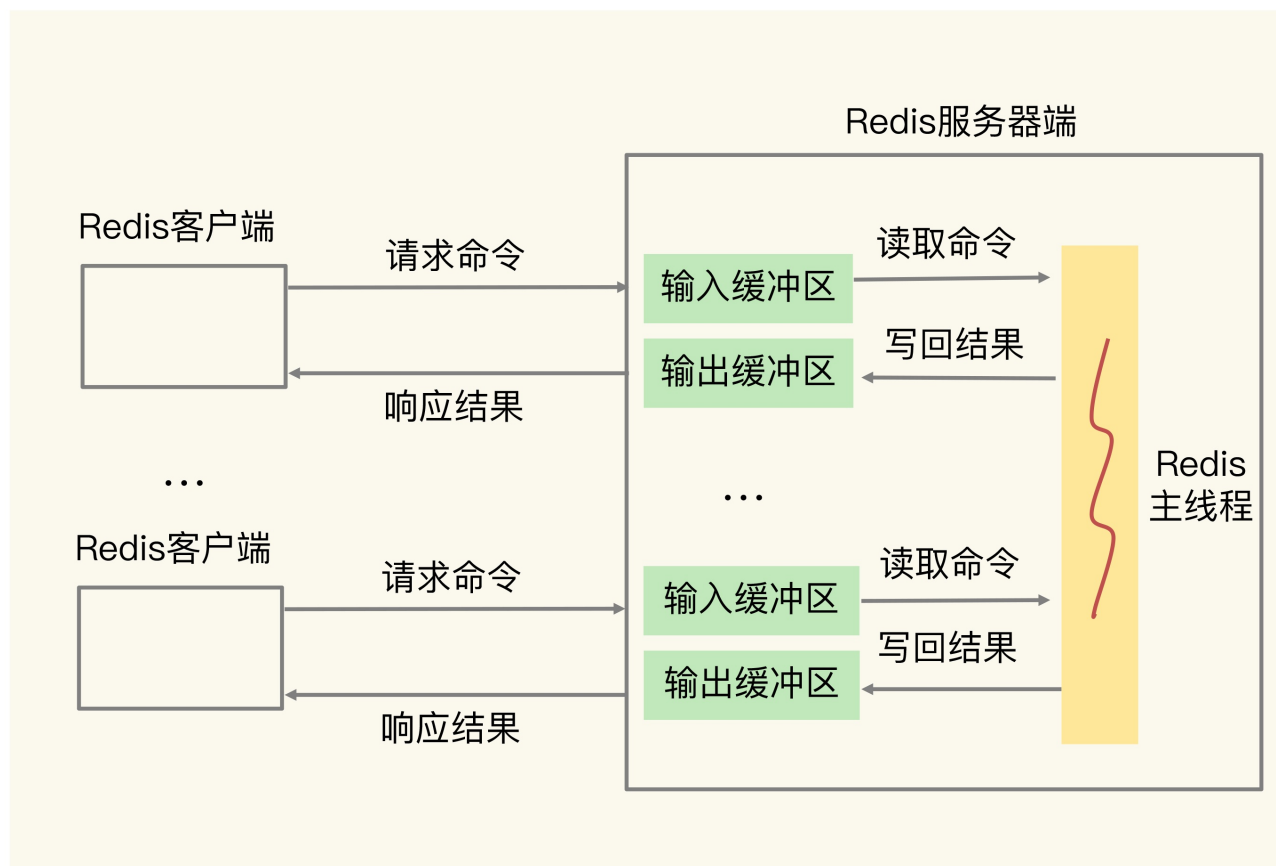 Redis服务器端
Redis客户端
请求命令
输入缓冲区
读取命令
输出缓冲区
写回结果
响应结果
...
...
Redis
主线程
Redis客户端
请求命令
输入缓冲区
读取命令
输出缓冲区
写回结果
响应结果